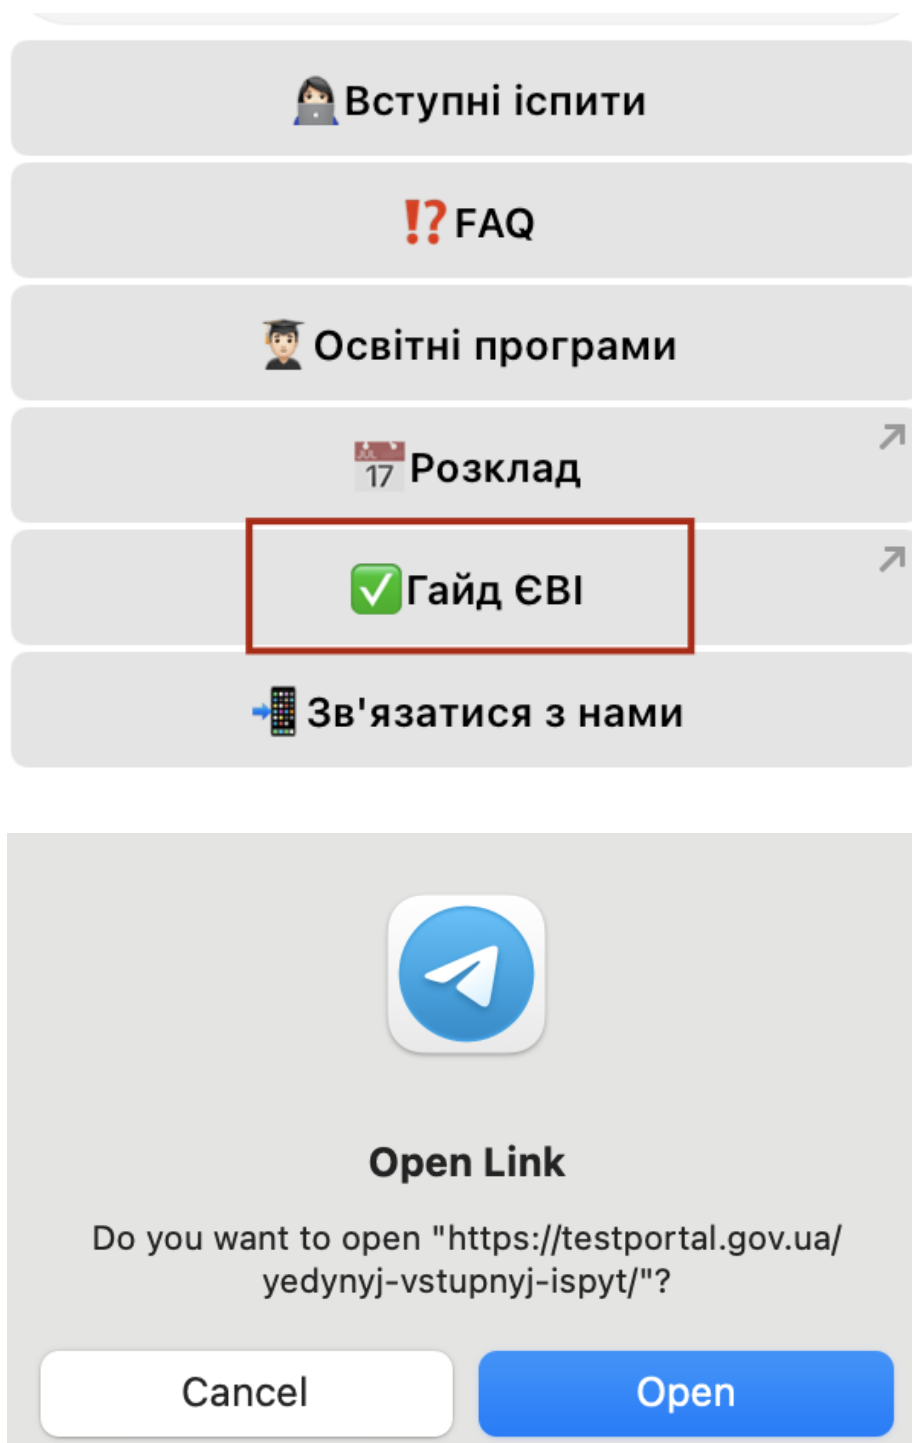 Вступні іспити
⁉️ FAQ
Освітні програми
JUL 17 Розклад
Гайд ЄВІ
Зв'язатися з нами
Open Link
Do you want to open "https://testportal.gov.ua/
yedynyj-vstupnyj-ispyt/"?
Cancel
Open